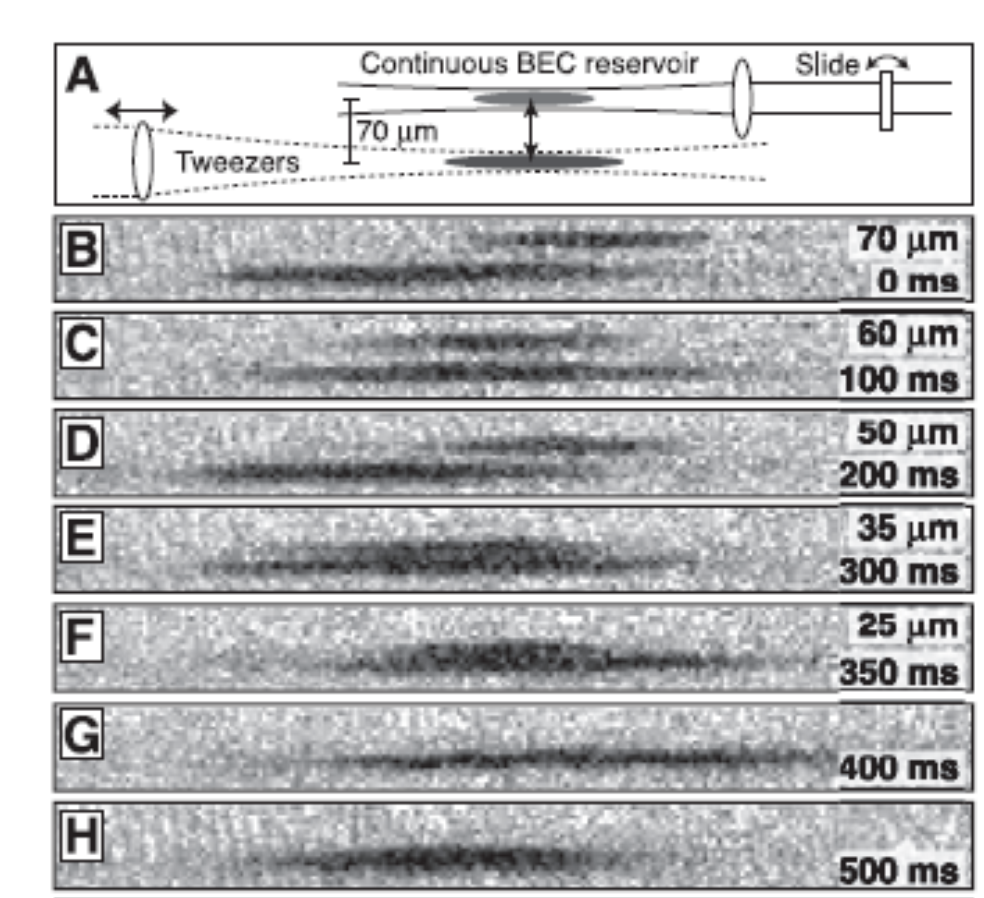 A
Continuous BEC reservoir
Slide
70 µm
Tweezers
B
70 µm
0 ms
C
60 µm
100 ms
D
50 µm
200 ms
E
35 µm
300 ms
F
25 µm
350 ms
G
400 ms
H
500 ms